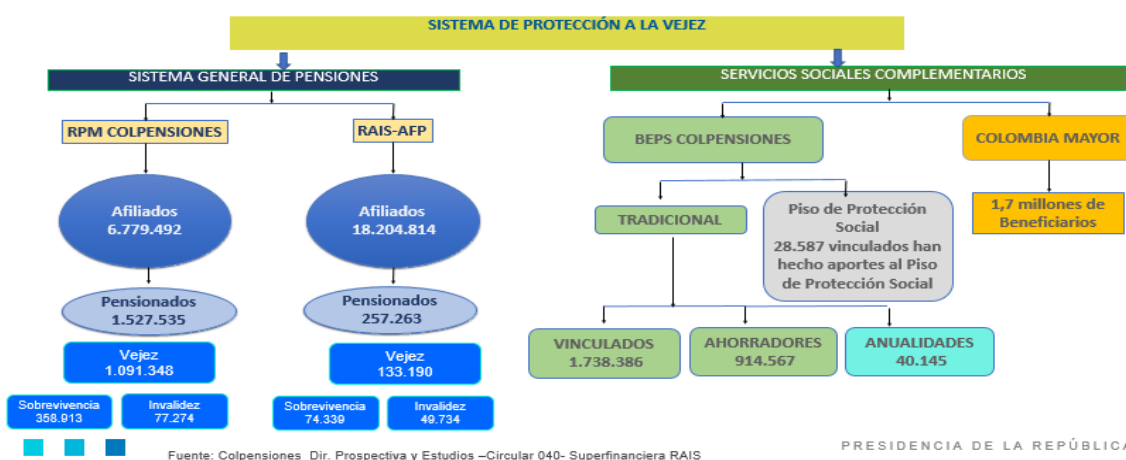 SISTEMA DE PROTECCIÓN A LA VEJEZ
SISTEMA GENERAL DE PENSIONES
SERVICIOS SOCIALES COMPLEMENTARIOS
RPM COLPENSIONES
RAIS-AFP
BEPS COLPENSIONES
COLOMBIA MAYOR
Afiliados
6.779.492
Afiliados
18.204.814
TRADICIONAL
Piso de Protección
Social
28.587 vinculados han
hecho aportes al Piso
de Protección Social
1,7 millones de
Beneficiarios
Pensionados
1.527.535
Pensionados
257.263
VINCULADOS
1.738.386
AHORRADORES
914.567
ANUALIDADES
40.145
Vejez
1.091.348
Vejez
133.190
Sobrevivencia
358.913
Invalidez
77.274
Sobrevivencia
74.339
Invalidez
49.734
Fuente: Colpensiones Dir. Prospectiva y Estudios –Circular 040- Superfinanciera RAIS
PRESIDENCIA DE LA REPÚBLICA